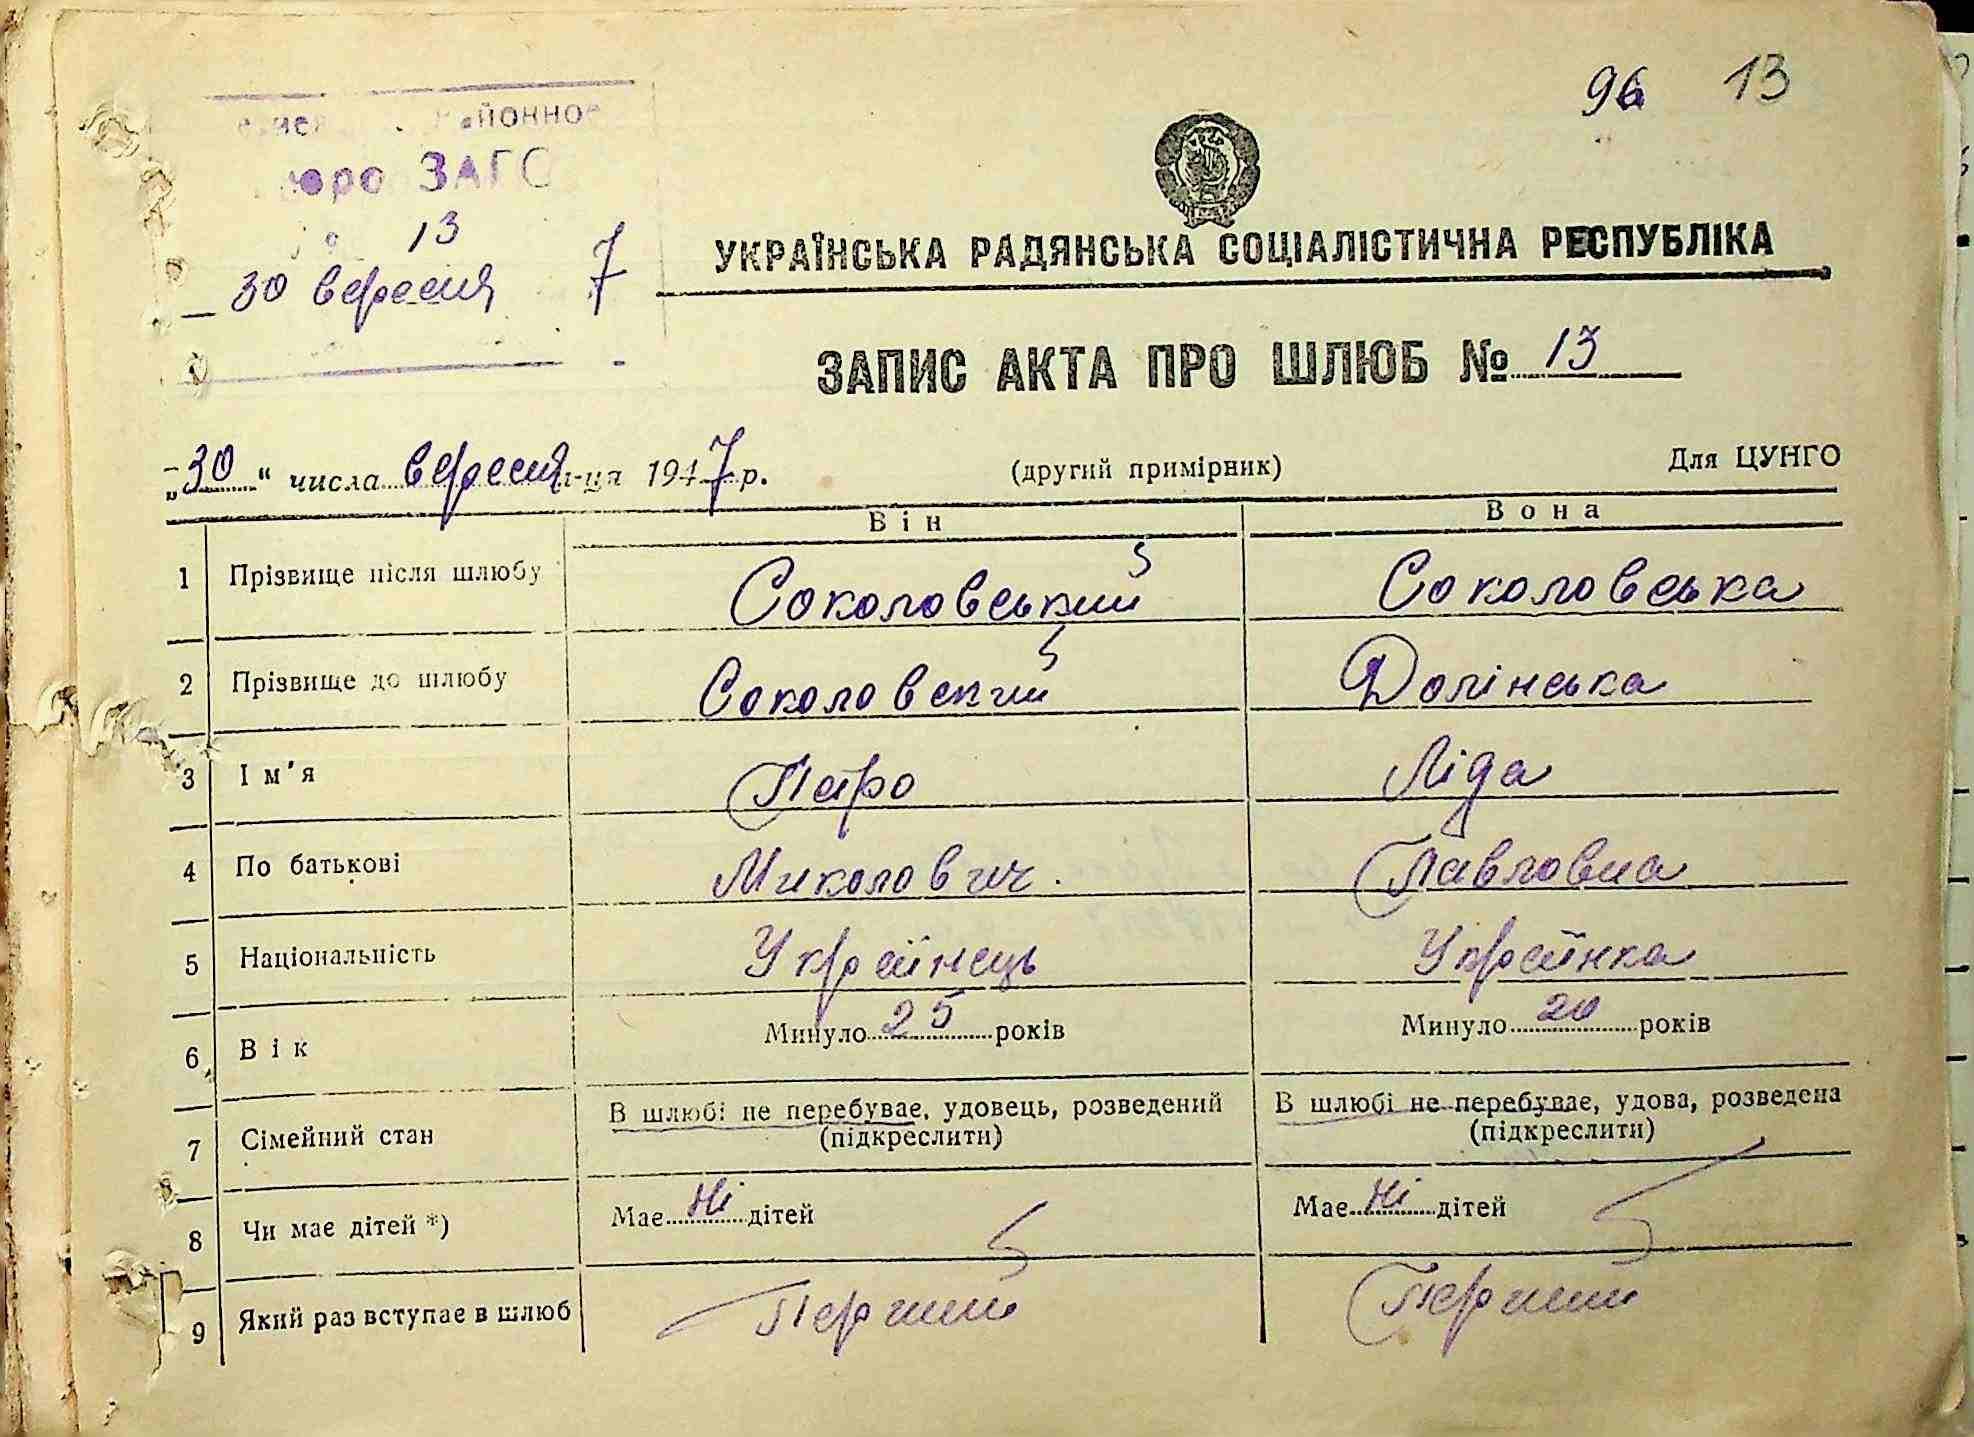 96 13
ЗАГС
13
30 вересня 7
УКРАЇНСЬКА РАДЯНСЬКА СОЦІАЛІСТИЧНА РЕСПУБЛІКА
ЗАПИС АКТА ПРО ШЛЮБ № 13
„30“ числа вересня м-ця 1947 р. (другий примірник) Для ЦУНГО
Він Вона
1 Прізвище після шлюбу Соколовський Соколовська
2 Прізвище до шлюбу Соколовский Долінська
3 Ім'я Петро Ліда
4 По батькові Миколович. Павловна
5 Національність Українець Українка
6 Вік Минуло 25 років Минуло 20 років
7 Сімейний стан В шлюбі не перебуває, удовець, розведений (підкреслити) В шлюбі не перебуває, удова, розведена (підкреслити)
8 Чи має дітей *) Має Ні дітей Має Ні дітей
9 Який раз вступає в шлюб Перший Перший